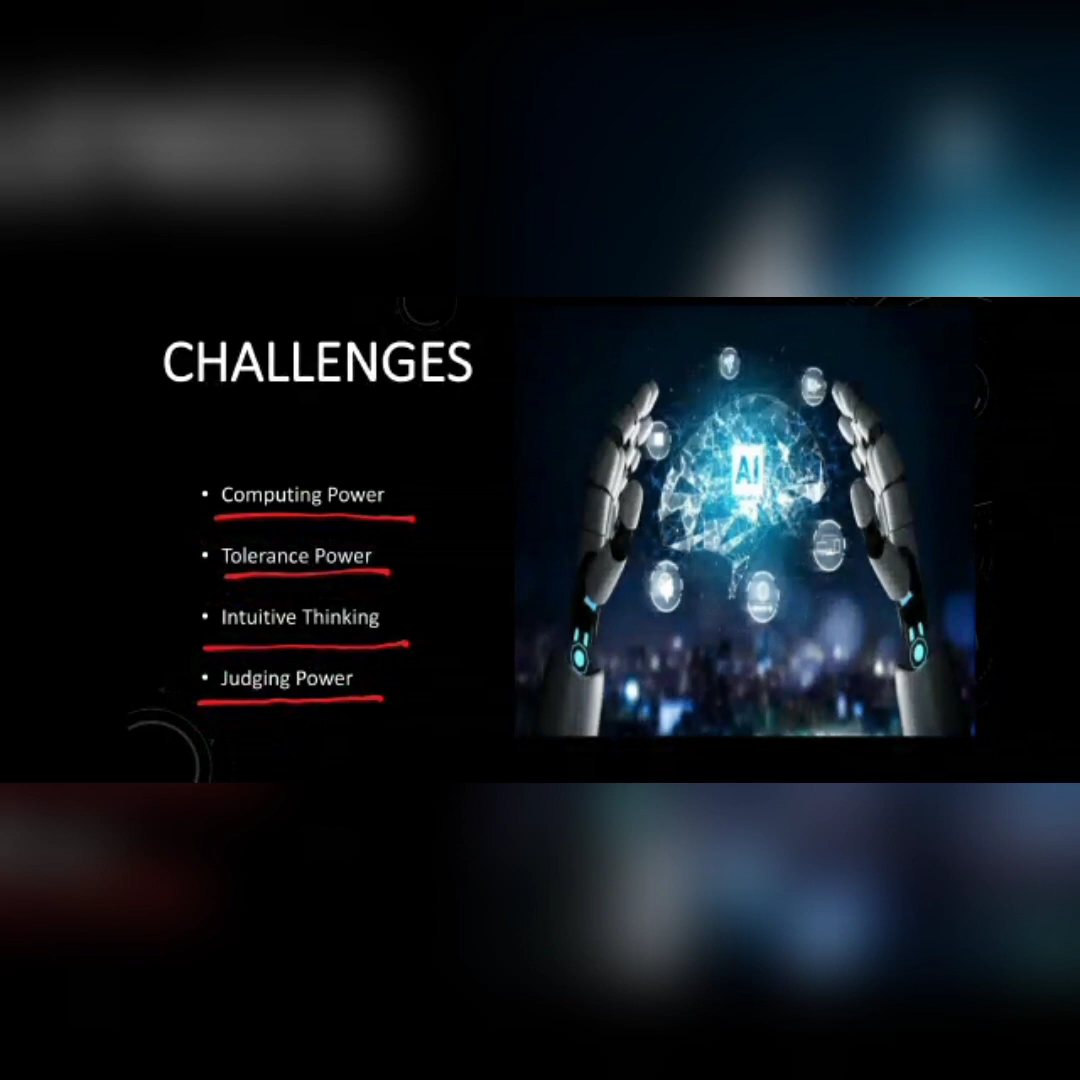 CHALLENGES
• Computing Power
• Tolerance Power
• Intuitive Thinking
• Judging Power
AI